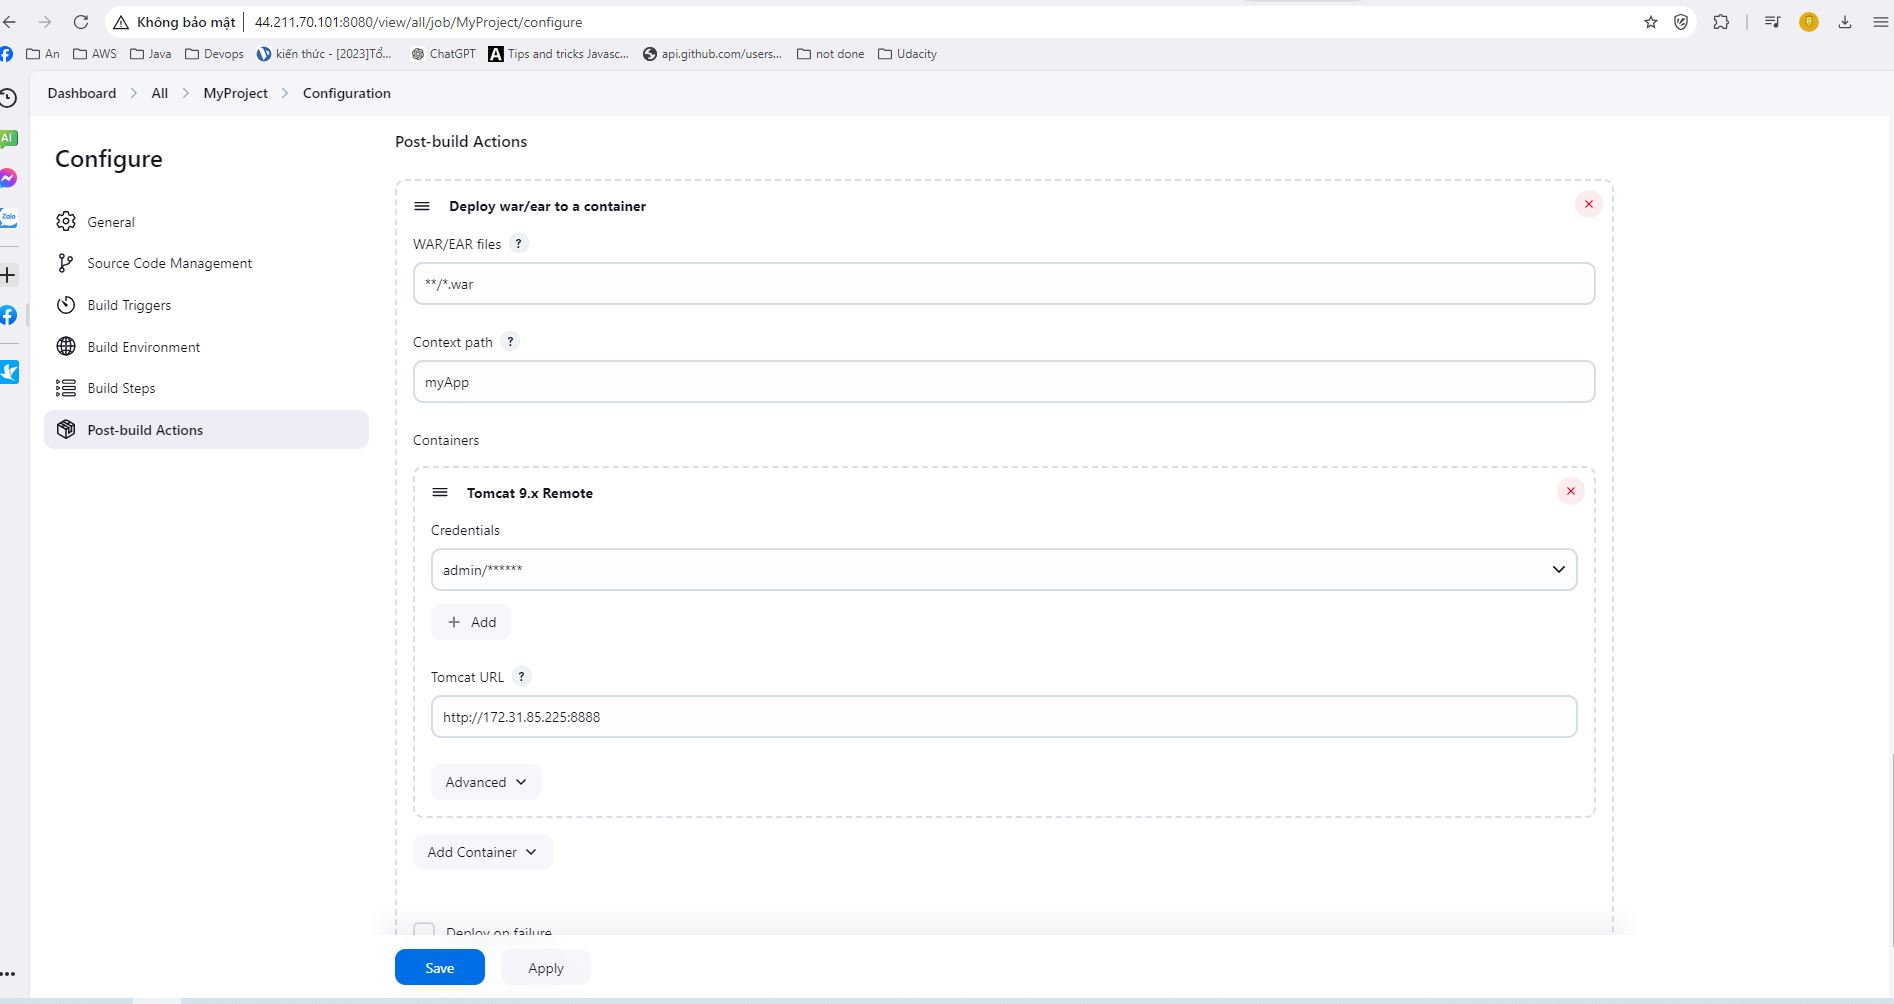 Không bảo mật 44.211.70.101:8080/view/all/job/MyProject/configure
An AWS Java Devops kiến thức - [2023]Tổ... ChatGPT A Tips and tricks Javasc... api.github.com/users... not done Udacity
Dashboard All MyProject Configuration
AI
Zalo
Configure
General
Source Code Management
Build Triggers
Build Environment
Build Steps
Post-build Actions
Post-build Actions
Deploy war/ear to a container
WAR/EAR files ?
**/*.war
Context path ?
myApp
Containers
Tomcat 9.x Remote
Credentials
admin/******
+ Add
Tomcat URL ?
http://172.31.85.225:8888
Advanced
Add Container
Deploy on failure
Save Apply